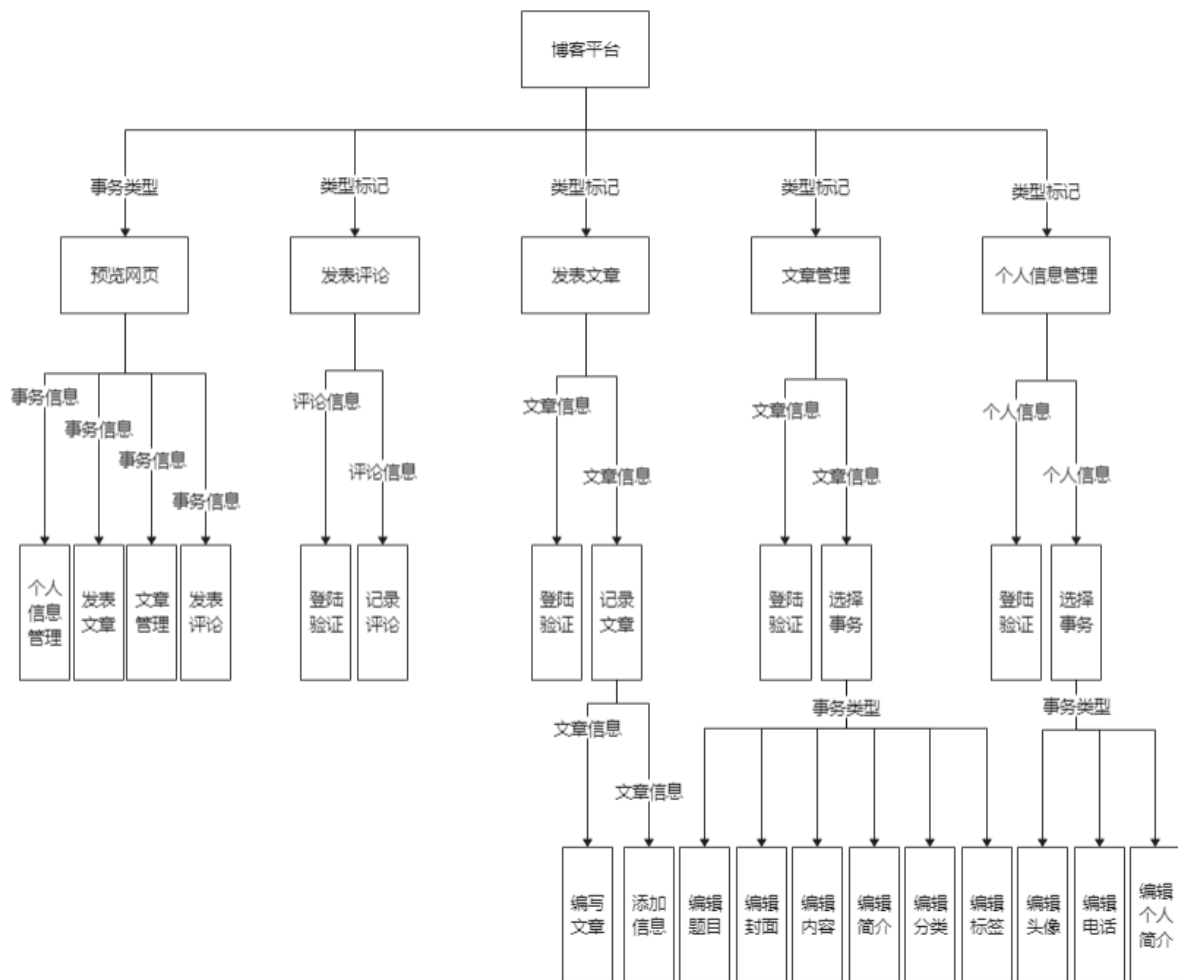 博客平台
事务类型
类型标记
类型标记
类型标记
类型标记
预览网页
发表评论
发表文章
文章管理
个人信息管理
事务信息
事务信息
事务信息
事务信息
评论信息
评论信息
文章信息
文章信息
文章信息
文章信息
个人信息
个人信息
个人
信息
管理
发表
文章
文章
管理
发表
评论
登陆
验证
记录
评论
登陆
验证
记录
文章
登陆
验证
选择
事务
登陆
验证
选择
事务
文章信息
文章信息
事务类型
事务类型
编写
文章
添加
信息
编辑
题目
编辑
封面
编辑
内容
编辑
简介
编辑
分类
编辑
标签
编辑
头像
编辑
电话
编辑
个人
简介